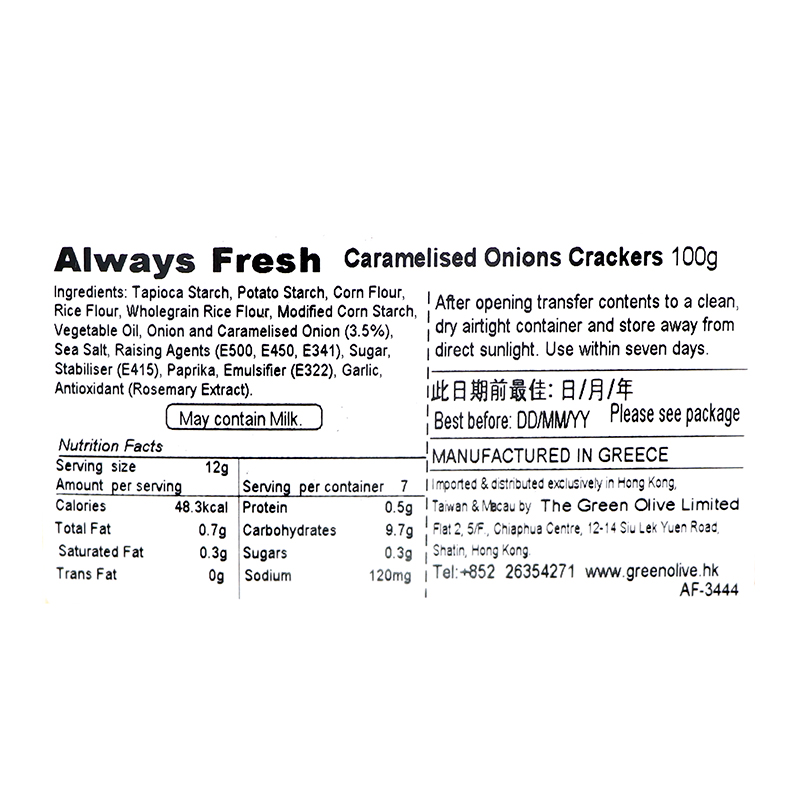 Always Fresh Caramelised Onions Crackers 100g
Ingredients: Tapioca Starch, Potato Starch, Corn Flour,
Rice Flour, Wholegrain Rice Flour, Modified Corn Starch,
Vegetable Oil, Onion and Caramelised Onion (3.5%),
Sea Salt, Raising Agents (E500, E450, E341), Sugar,
Stabiliser (E415), Paprika, Emulsifier (E322), Garlic,
Antioxidant (Rosemary Extract).
May contain Milk.
Nutrition Facts
Serving size 12g
Amount per serving Serving per container 7
Calories 48.3kcal Protein 0.5g
Total Fat 0.7g Carbohydrates 9.7g
Saturated Fat 0.3g Sugars 0.3g
Trans Fat 0g Sodium 120mg
After opening transfer contents to a clean,
dry airtight container and store away from
direct sunlight. Use within seven days.
此日期前最佳: 日/月/年
Best before: DD/MM/YY Please see package
MANUFACTURED IN GREECE
Imported & distributed exclusively in Hong Kong,
Taiwan & Macau by The Green Olive Limited
Flat 2, 5/F., Chiaphua Centre, 12-14 Siu Lek Yuen Road,
Shatin, Hong Kong.
Tel:+852 26354271 www.greenolive.hk
AF-3444